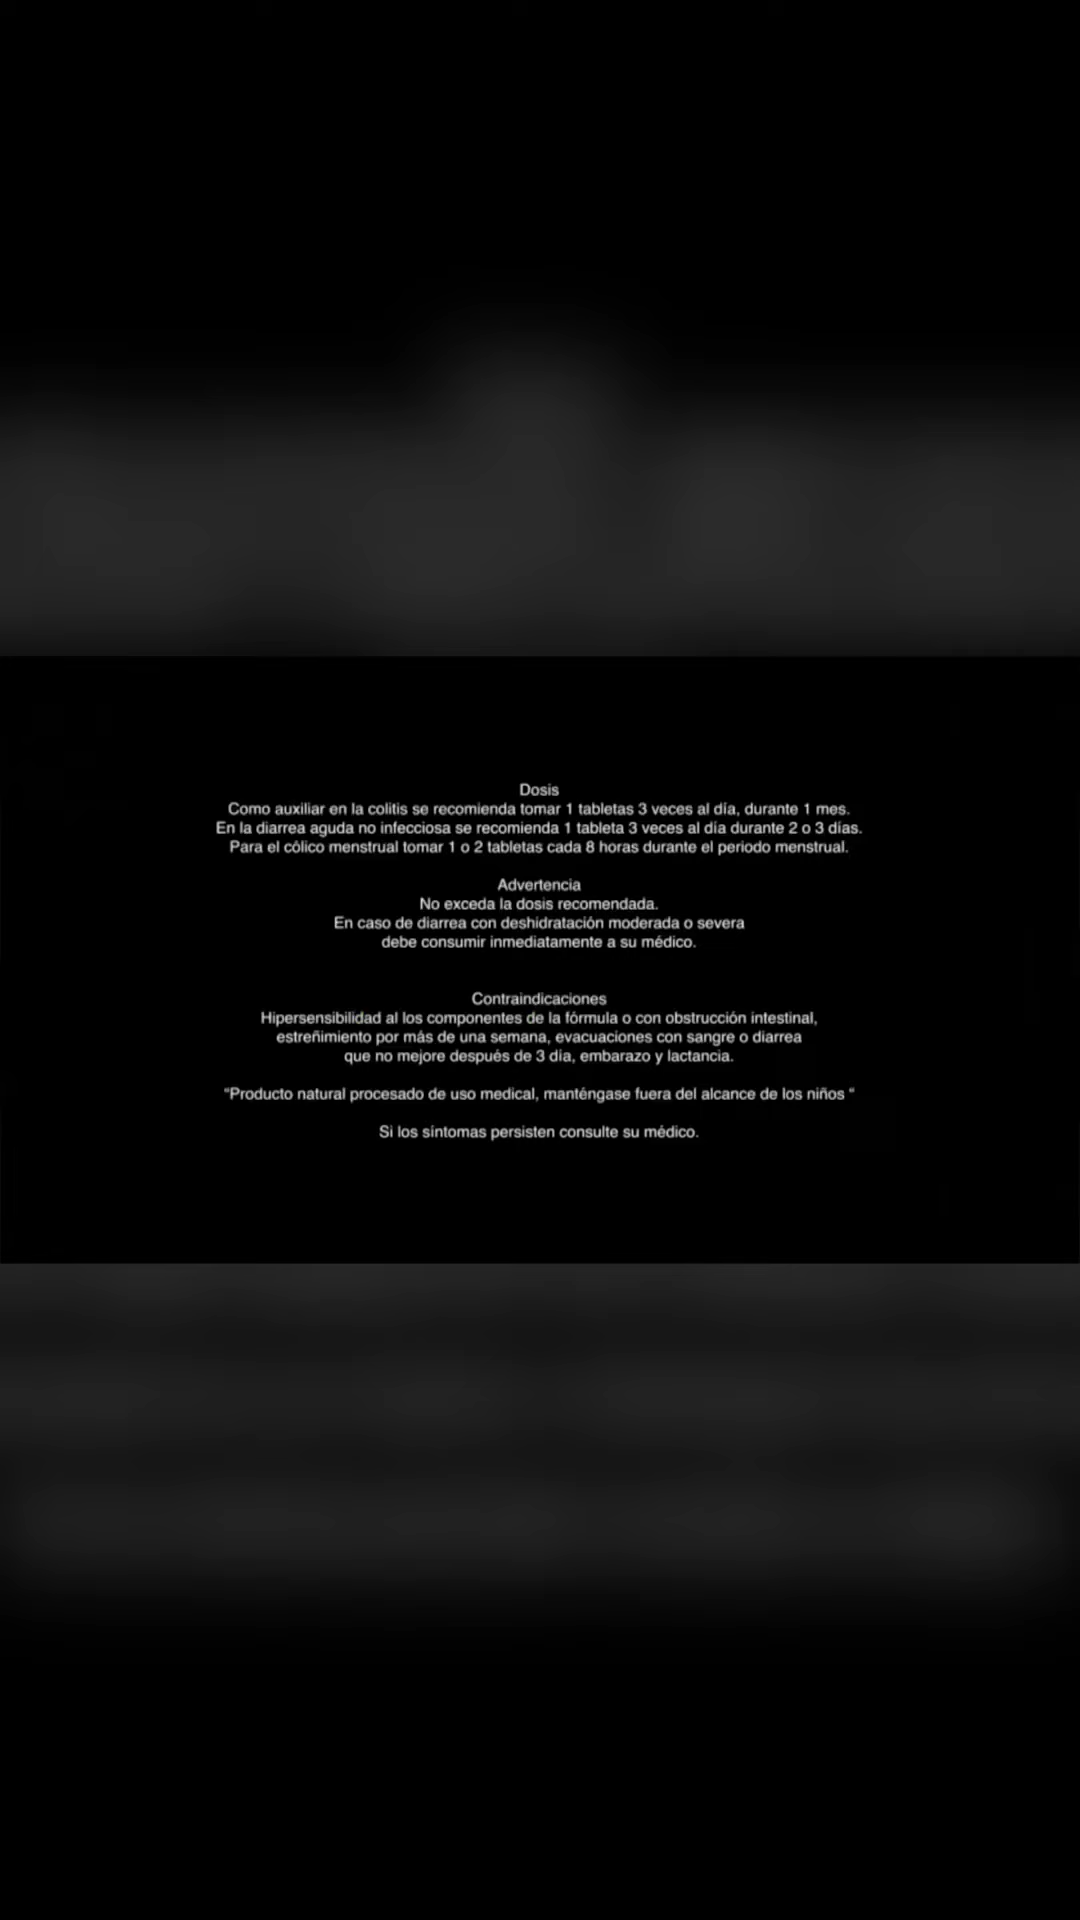 Dosis
Como auxiliar en la colitis se recomienda tomar 1 tabletas 3 veces al día, durante 1 mes.
En la diarrea aguda no infecciosa se recomienda 1 tableta 3 veces al día durante 2 o 3 días.
Para el cólico menstrual tomar 1 o 2 tabletas cada 8 horas durante el periodo menstrual.
Advertencia
No exceda la dosis recomendada.
En caso de diarrea con deshidratación moderada o severa
debe consumir inmediatamente a su médico.
Contraindicaciones
Hipersensibilidad al los componentes de la fórmula o con obstrucción intestinal,
estreñimiento por más de una semana, evacuaciones con sangre o diarrea
que no mejore después de 3 día, embarazo y lactancia.
“Producto natural procesado de uso medical, manténgase fuera del alcance de los niños “
Si los síntomas persisten consulte su médico.